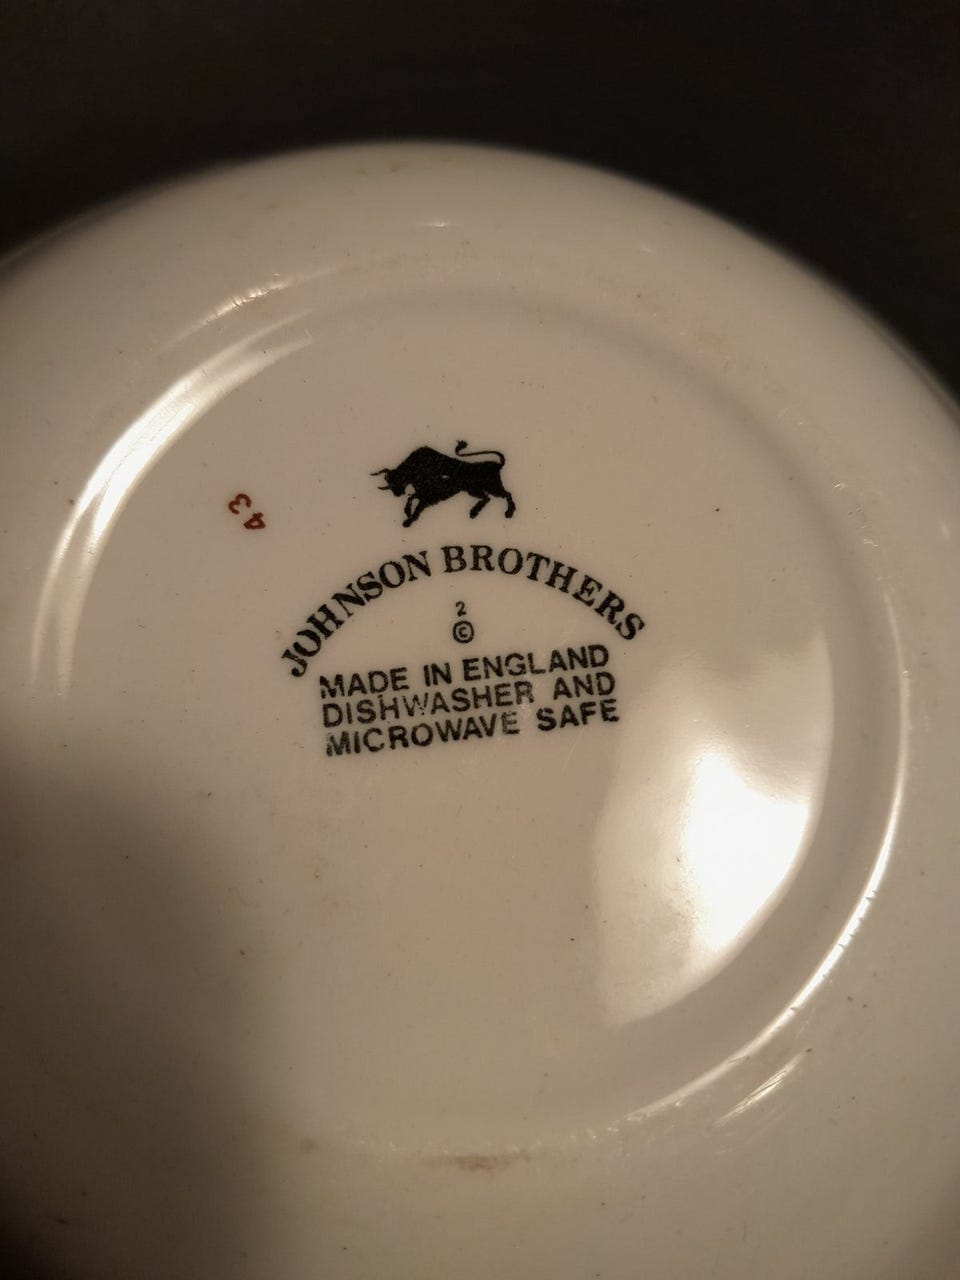 43
JOHNSON BROTHERS
2
©
MADE IN ENGLAND
DISHWASHER AND
MICROWAVE SAFE